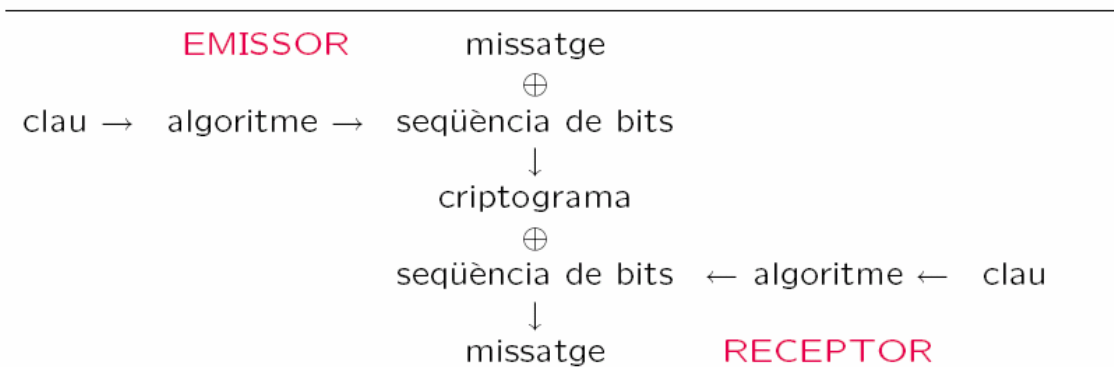 EMISSOR missatge
⊕
clau → algoritme → seqüència de bits
↓
criptograma
⊕
seqüència de bits ← algoritme ← clau
↓
missatge RECEPTOR